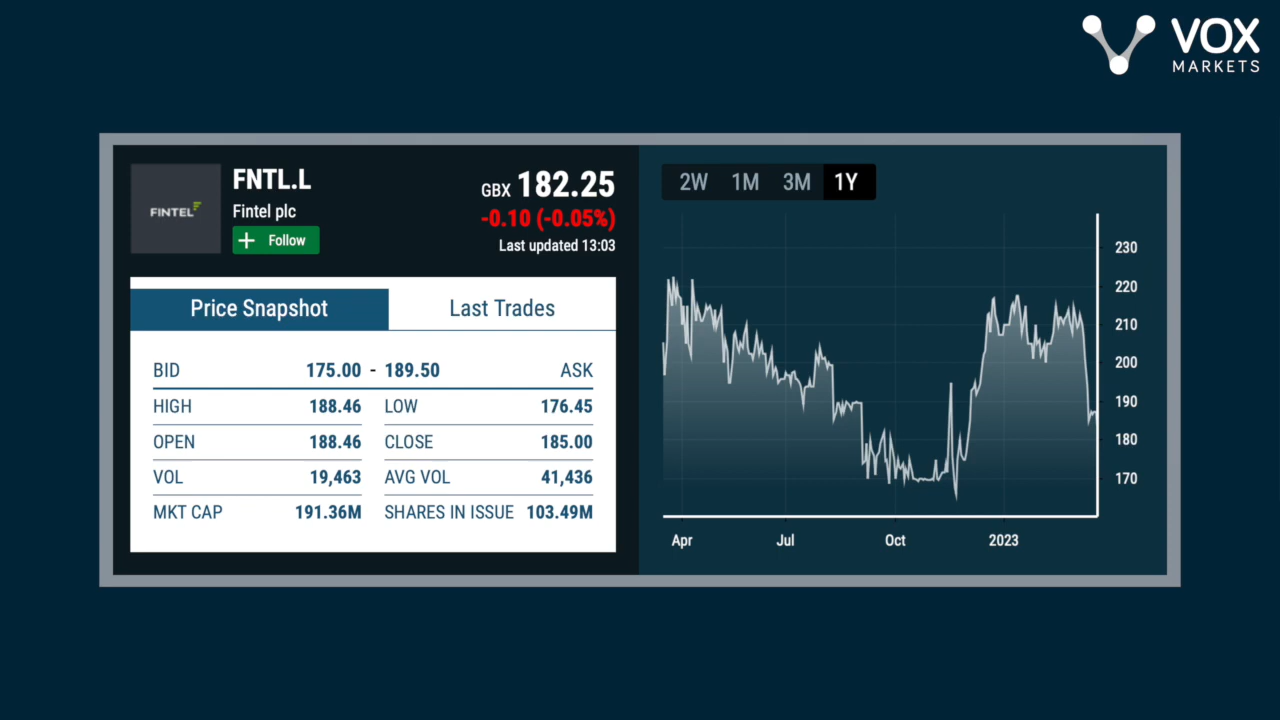 VOX
MARKETS
FINTEL
FNTL.L
Fintel plc
+ Follow
GBX 182.25
-0.10 (-0.05%)
Last updated 13:03
Price Snapshot Last Trades
BID 175.00 - 189.50 ASK
HIGH 188.46 LOW 176.45
OPEN 188.46 CLOSE 185.00
VOL 19,463 AVG VOL 41,436
MKT CAP 191.36M SHARES IN ISSUE 103.49M
2W 1M 3M 1Y
230
220
210
200
190
180
170
Apr Jul Oct 2023